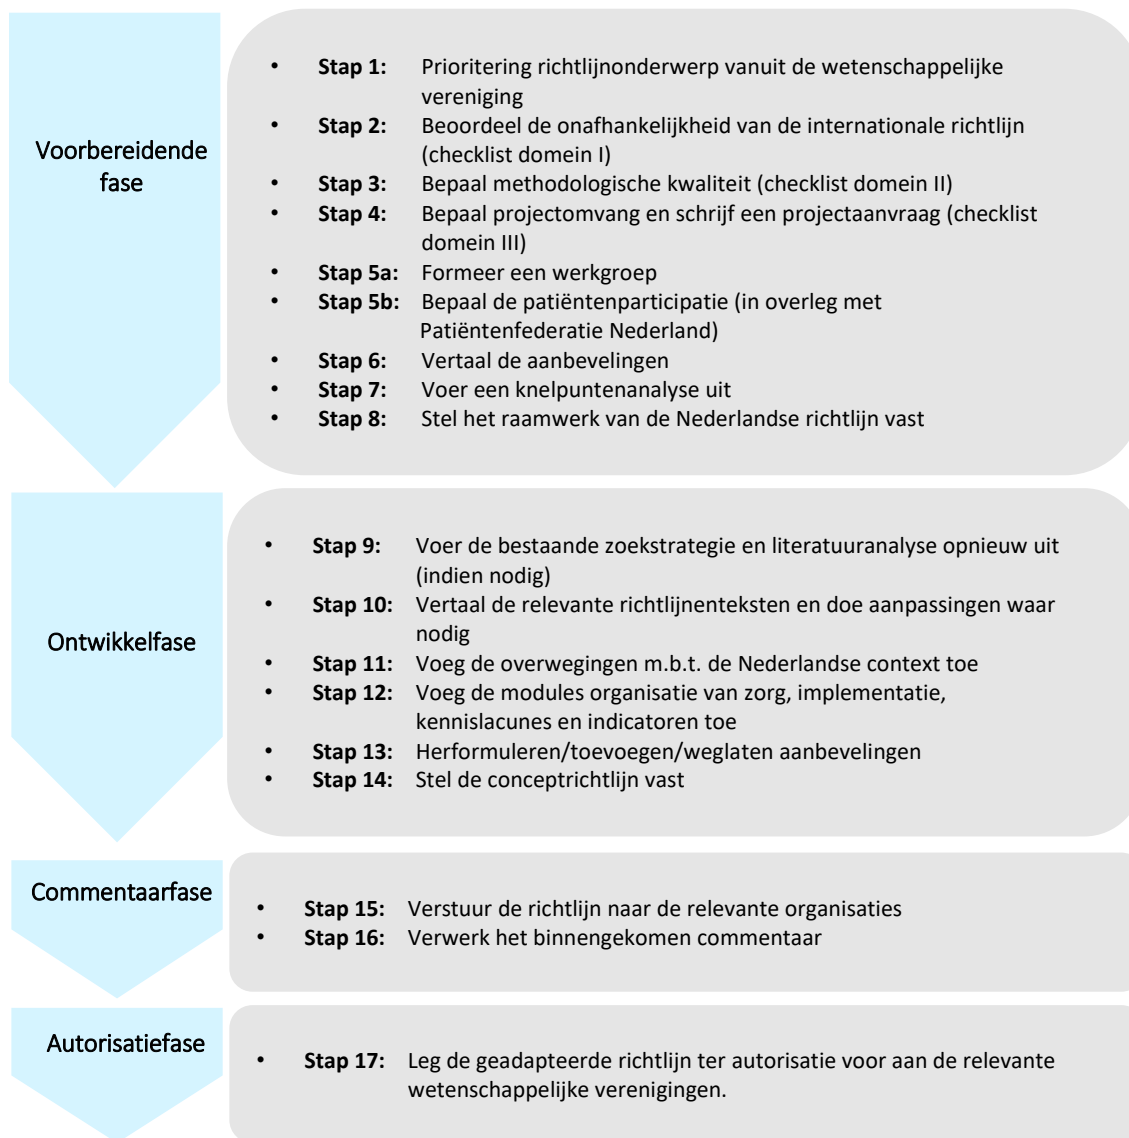 Voorbereidende
fase
• Stap 1: Prioritering richtlijnonderwerp vanuit de wetenschappelijke
vereniging
• Stap 2: Beoordeel de onafhankelijkheid van de internationale richtlijn
(checklist domein I)
• Stap 3: Bepaal methodologische kwaliteit (checklist domein II)
• Stap 4: Bepaal projectomvang en schrijf een projectaanvraag (checklist
domein III)
• Stap 5a: Formeer een werkgroep
• Stap 5b: Bepaal de patiëntenparticipatie (in overleg met
Patiëntenfederatie Nederland)
• Stap 6: Vertaal de aanbevelingen
• Stap 7: Voer een knelpuntenanalyse uit
• Stap 8: Stel het raamwerk van de Nederlandse richtlijn vast
Ontwikkelfase
• Stap 9: Voer de bestaande zoekstrategie en literatuuranalyse opnieuw uit
(indien nodig)
• Stap 10: Vertaal de relevante richtlijnenteksten en doe aanpassingen waar
nodig
• Stap 11: Voeg de overwegingen m.b.t. de Nederlandse context toe
• Stap 12: Voeg de modules organisatie van zorg, implementatie,
kennislacunes en indicatoren toe
• Stap 13: Herformuleren/toevoegen/weglaten aanbevelingen
• Stap 14: Stel de conceptrichtlijn vast
Commentaarfase
• Stap 15: Verstuur de richtlijn naar de relevante organisaties
• Stap 16: Verwerk het binnengekomen commentaar
Autorisatiefase
• Stap 17: Leg de geadapteerde richtlijn ter autorisatie voor aan de relevante
wetenschappelijke verenigingen.